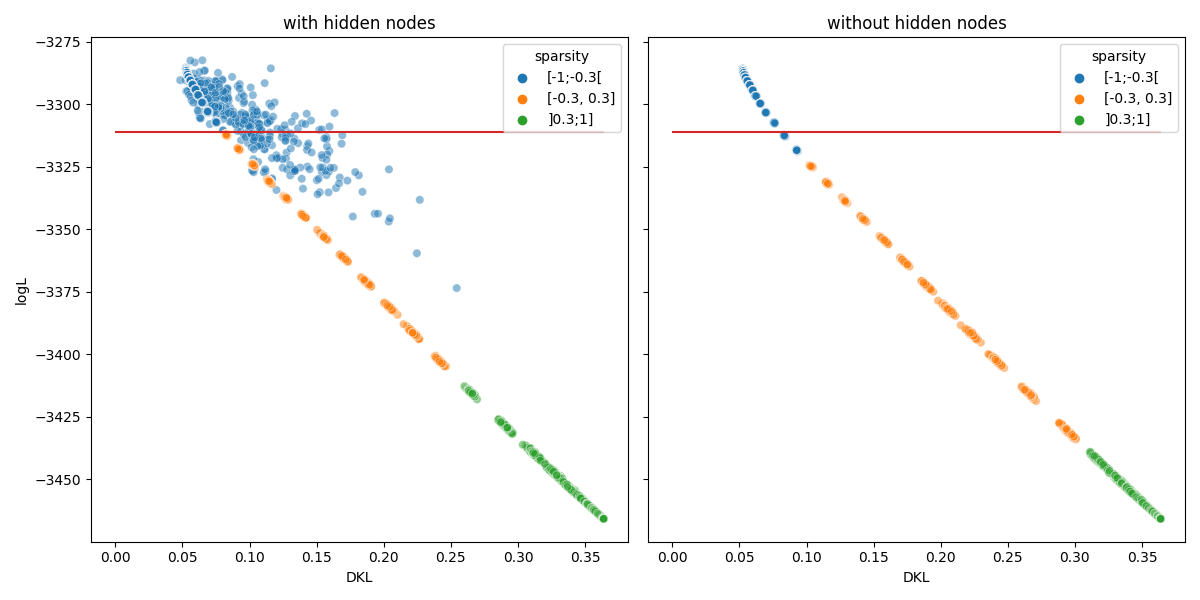 with hidden nodes
without hidden nodes
sparsity
[-1;-0.3[
[-0.3, 0.3]
]0.3;1]
sparsity
[-1;-0.3[
[-0.3, 0.3]
]0.3;1]
logL
−3275
−3300
−3325
−3350
−3375
−3400
−3425
−3450
0.00 0.05 0.10 0.15 0.20 0.25 0.30 0.35
0.00 0.05 0.10 0.15 0.20 0.25 0.30 0.35
DKL
DKL